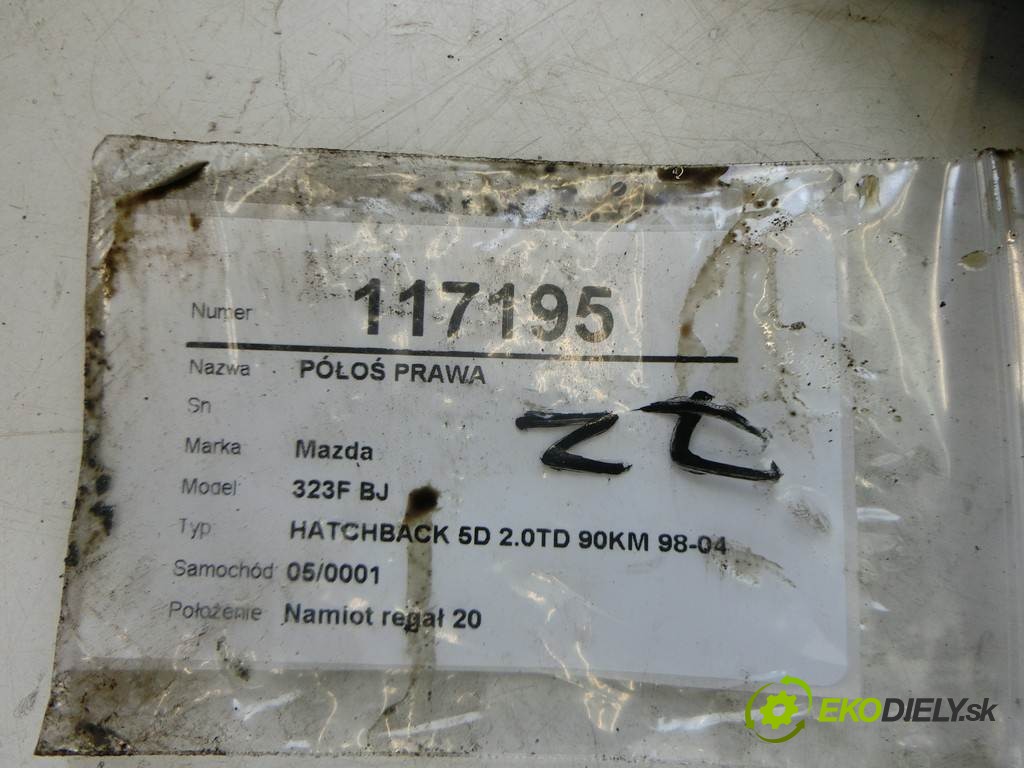 Numer 117195
Nazwa PÓŁOŚ PRAWA
Sn
Marka Mazda
Model 323F BJ
Typ HATCHBACK 5D 2.0TD 90KM 98-04
Samochód 05/0001
Położenie Namiot regał 20
EKODIELY.sk